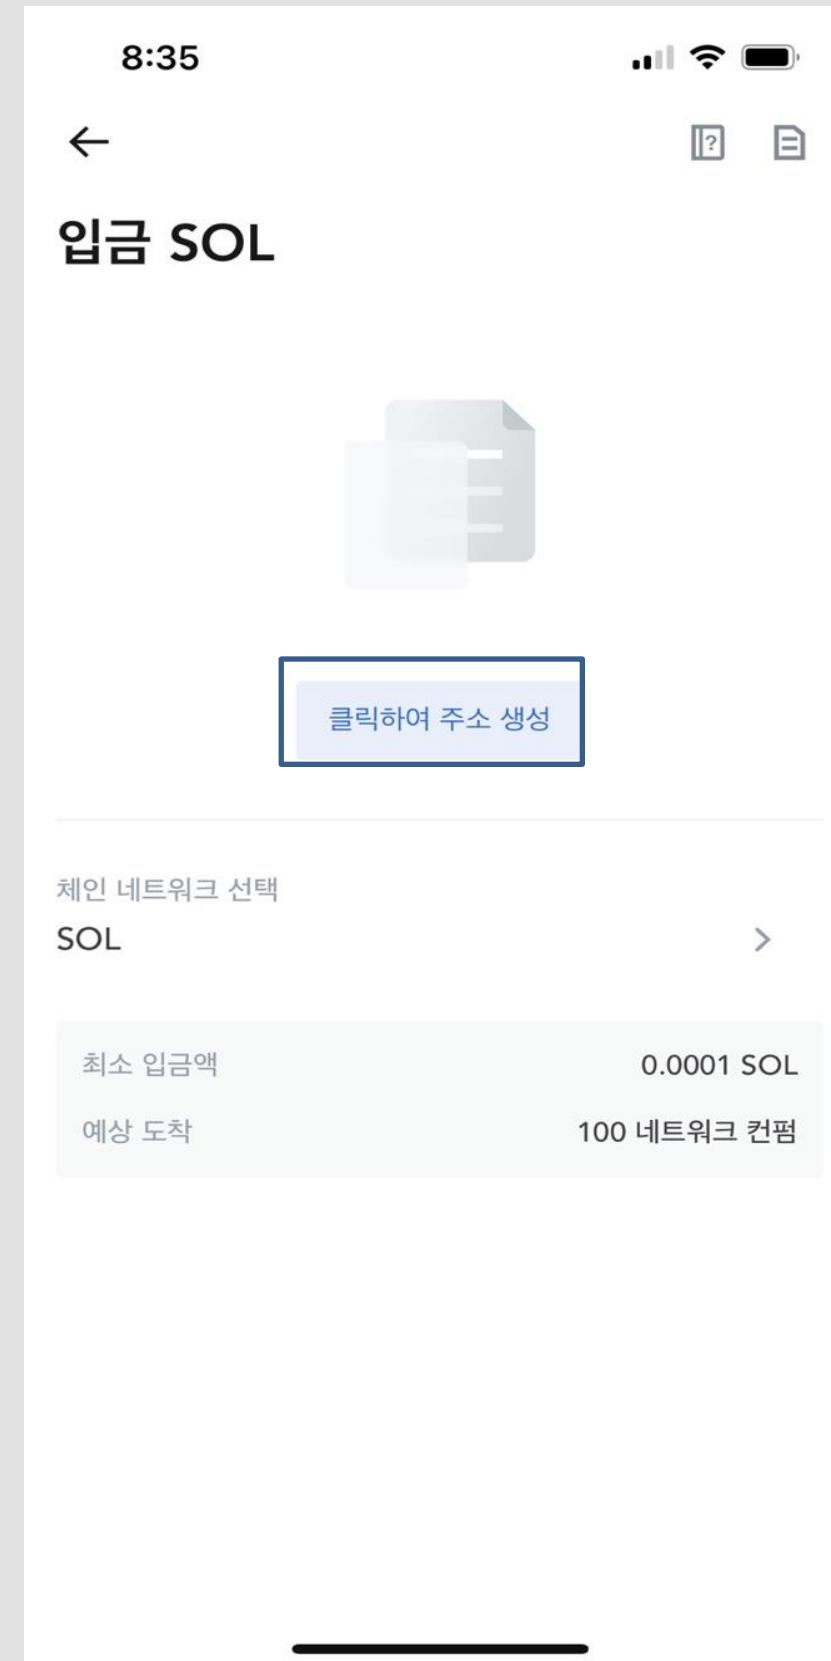 8:35
입금 SOL
클릭하여 주소 생성
체인 네트워크 선택
SOL
최소 입금액 0.0001 SOL
예상 도착 100 네트워크 컨펌